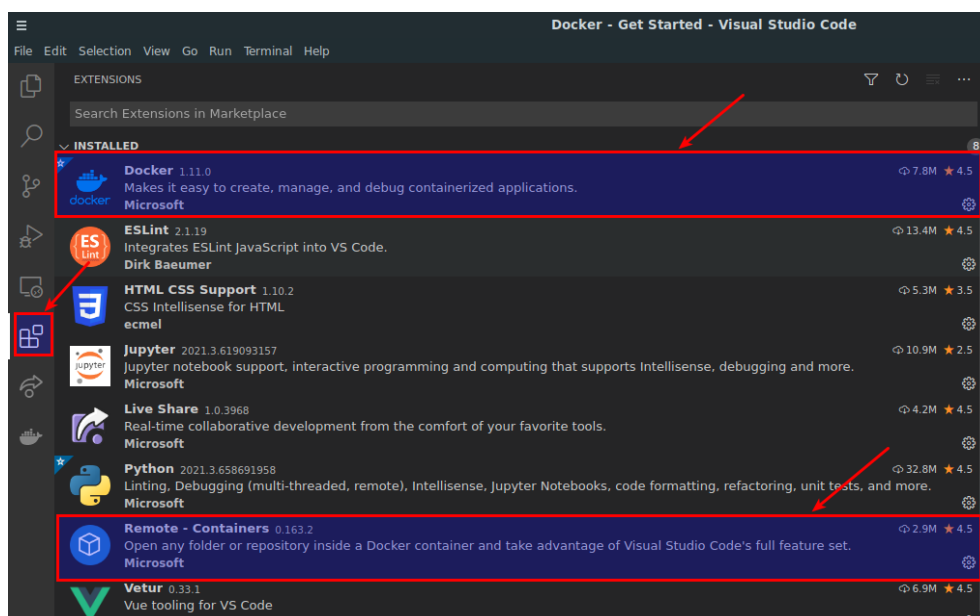 Docker - Get Started - Visual Studio Code
File Edit Selection View Go Run Terminal Help
EXTENSIONS
Search Extensions in Marketplace
INSTALLED
8
Docker 1.11.0
7.8M ★ 4.5
Makes it easy to create, manage, and debug containerized applications.
docker
Microsoft
ESLint 2.1.19
13.4M ★ 4.5
ES
Lint
Integrates ESLint JavaScript into VS Code.
Dirk Baeumer
HTML CSS Support 1.10.2
5.3M ★ 3.5
CSS Intellisense for HTML
ecmel
Jupyter 2021.3.619093157
10.9M ★ 2.5
jupyter
Jupyter notebook support, interactive programming and computing that supports Intellisense, debugging and more.
Microsoft
Live Share 1.0.3968
4.2M ★ 4.5
Real-time collaborative development from the comfort of your favorite tools.
Microsoft
Python 2021.3.658691958
32.8M ★ 4.5
Linting, Debugging (multi-threaded, remote), Intellisense, Jupyter Notebooks, code formatting, refactoring, unit tests, and more.
Microsoft
Remote - Containers 0.163.2
2.9M ★ 4.5
Open any folder or repository inside a Docker container and take advantage of Visual Studio Code's full feature set.
Microsoft
Vetur 0.33.1
6.9M ★ 4.5
Vue tooling for VS Code